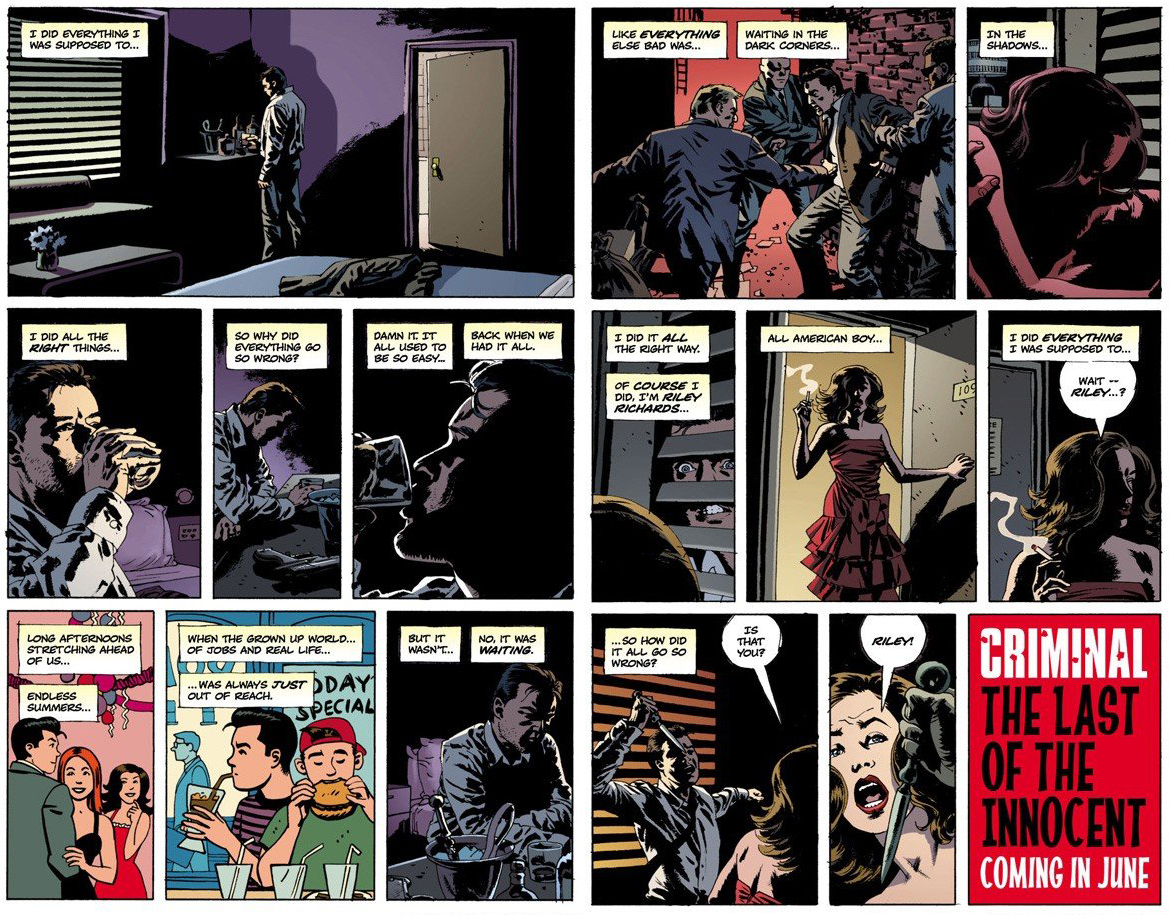 I DID EVERYTHING I
WAS SUPPOSED TO...
I DID ALL THE
RIGHT THINGS...
SO WHY DID
EVERYTHING GO
SO WRONG?
DAMN IT. IT
ALL USED TO
BE SO EASY...
BACK WHEN WE
HAD IT ALL.
LONG AFTERNOONS
STRETCHING AHEAD
OF US...
ENDLESS
SUMMERS...
WHEN THE GROWN UP WORLD...
OF JOBS AND REAL LIFE...
...WAS ALWAYS JUST
OUT OF REACH.
ODAY'
SPECIAL
BUT IT
WASN'T...
NO, IT WAS
WAITING.
LIKE EVERYTHING
ELSE BAD WAS...
WAITING IN THE
DARK CORNERS...
IN THE
SHADOWS...
I DID IT ALL
THE RIGHT WAY.
OF COURSE I
DID, I'M RILEY
RICHARDS...
ALL AMERICAN BOY...
109
I DID EVERYTHING
I WAS SUPPOSED TO...
WAIT --
RILEY...?
...SO HOW DID
IT ALL GO SO
WRONG?
IS
THAT
YOU?
RILEY!
CRIMINAL
THE LAST
OF THE
INNOCENT
COMING IN JUNE